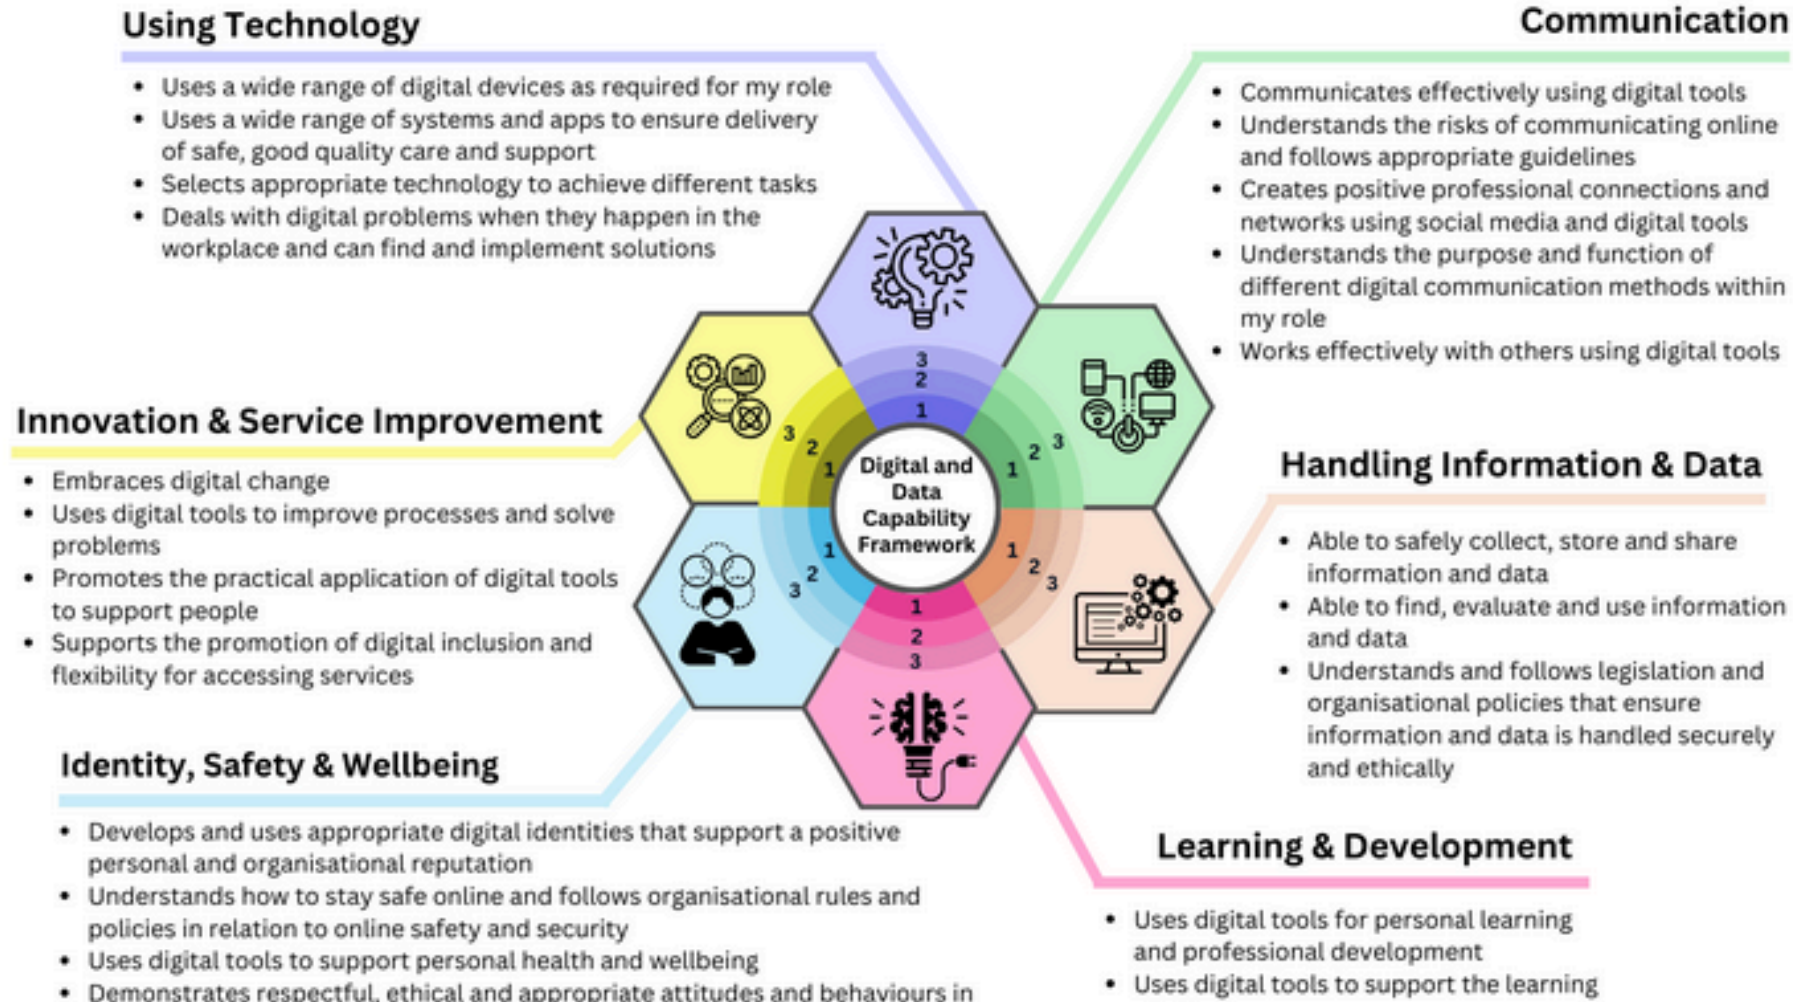 Using Technology
• Uses a wide range of digital devices as required for my role
• Uses a wide range of systems and apps to ensure delivery
of safe, good quality care and support
• Selects appropriate technology to achieve different tasks
• Deals with digital problems when they happen in the
workplace and can find and implement solutions
Communication
• Communicates effectively using digital tools
• Understands the risks of communicating online
and follows appropriate guidelines
• Creates positive professional connections and
networks using social media and digital tools
• Understands the purpose and function of
different digital communication methods within
my role
• Works effectively with others using digital tools
Innovation & Service Improvement
• Embraces digital change
• Uses digital tools to improve processes and solve
problems
• Promotes the practical application of digital tools
to support people
• Supports the promotion of digital inclusion and
flexibility for accessing services
3
2
1
3
2
1
1
2
3
Digital and
Data
Capability
Framework
1
2
3
1
2
3
1
2
3
Handling Information & Data
• Able to safely collect, store and share
information and data
• Able to find, evaluate and use information
and data
• Understands and follows legislation and
organisational policies that ensure
information and data is handled securely
and ethically
Identity, Safety & Wellbeing
• Develops and uses appropriate digital identities that support a positive
personal and organisational reputation
• Understands how to stay safe online and follows organisational rules and
policies in relation to online safety and security
• Uses digital tools to support personal health and wellbeing
• Demonstrates respectful, ethical and appropriate attitudes and behaviours in
Learning & Development
• Uses digital tools for personal learning
and professional development
• Uses digital tools to support the learning